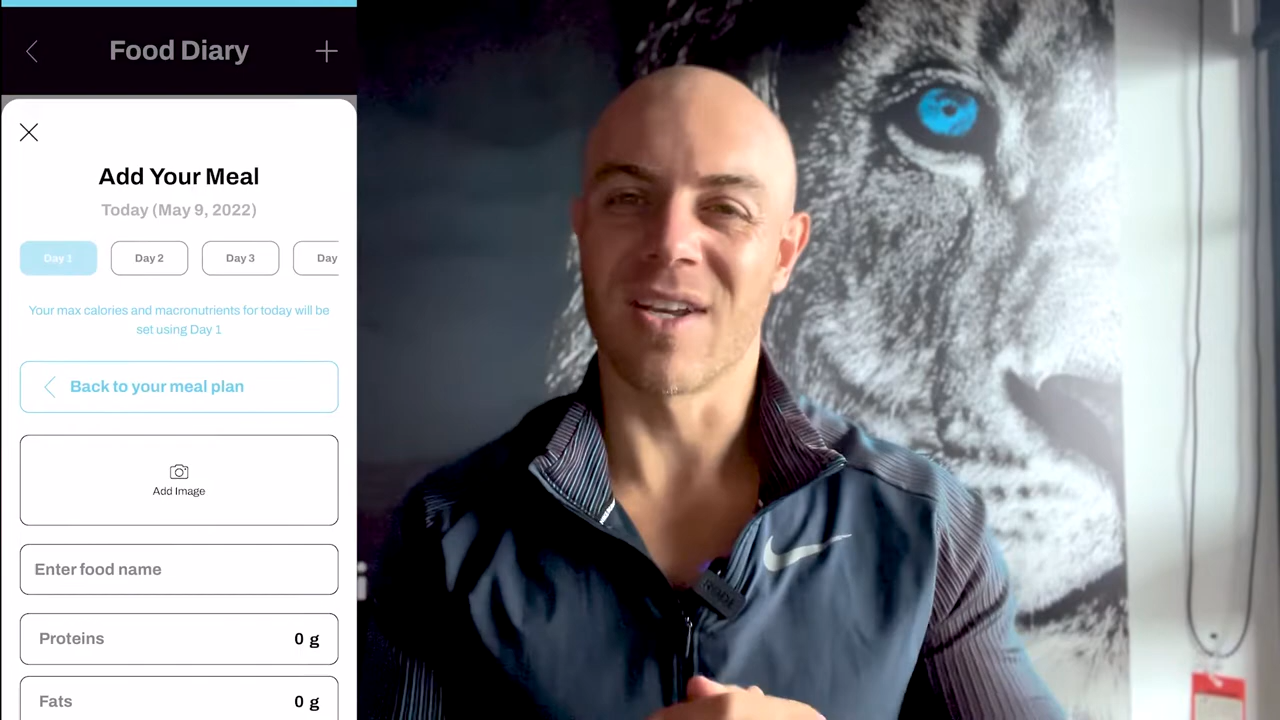 Food Diary
Add Your Meal
Today (May 9, 2022)
Day 1
Day 2
Day 3
Day
Your max calories and macronutrients for today will be
set using Day 1
Back to your meal plan
Add Image
Enter food name
Proteins
0 g
Fats
0 g
RØDE